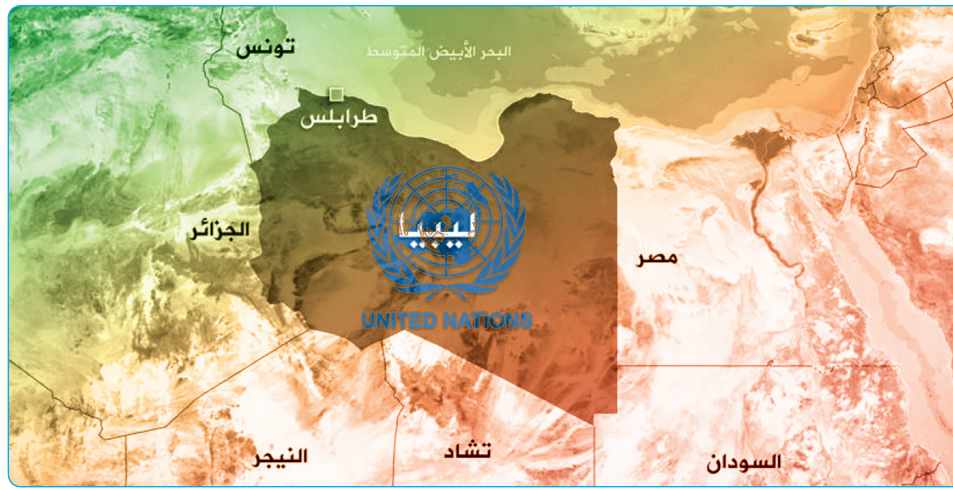 تونس
البحر الأبيض المتوسط
طرابلس
الجزائر
ليبيا
مصر
UNITED NATIONS
النيجر
تشاد
السودان